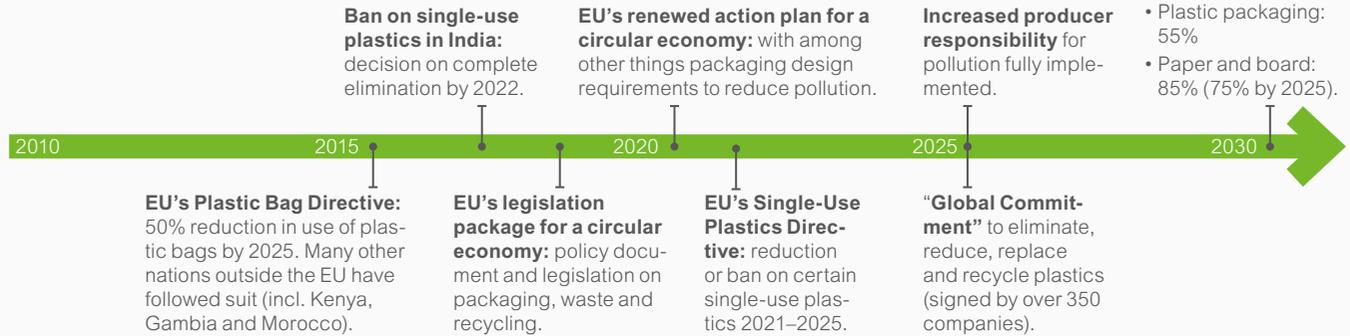 Ban on single-use
plastics in India:
decision on complete
elimination by 2022.
EU’s renewed action plan for a
circular economy: with among
other things packaging design
requirements to reduce pollution.
Increased producer
responsibility for
pollution fully imple-
mented.
• Plastic packaging:
55%
• Paper and board:
85% (75% by 2025).
2010
2015
2020
2025
2030
EU’s Plastic Bag Directive:
50% reduction in use of plas-
tic bags by 2025. Many other
nations outside the EU have
followed suit (incl. Kenya,
Gambia and Morocco).
EU’s legislation
package for a circular
economy: policy docu-
ment and legislation on
packaging, waste and
recycling.
EU’s Single-Use
Plastics Direc-
tive: reduction
or ban on certain
single-use plas-
tics 2021–2025.
“Global Commit-
ment” to eliminate,
reduce, replace
and recycle plastics
(signed by over 350
companies).